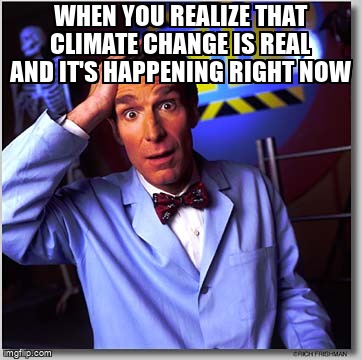 WHEN YOU REALIZE THAT
CLIMATE CHANGE IS REAL
AND IT'S HAPPENING RIGHT NOW
imgflip.com
©RICH FRISHMAN